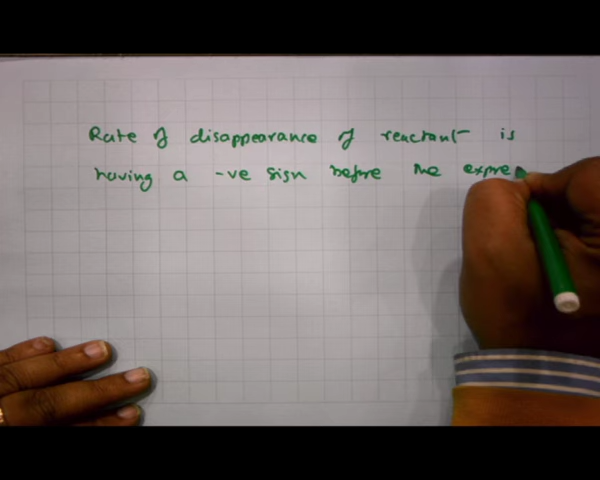 Rate of disappearance of reactant is
having a -ve sign before the expre